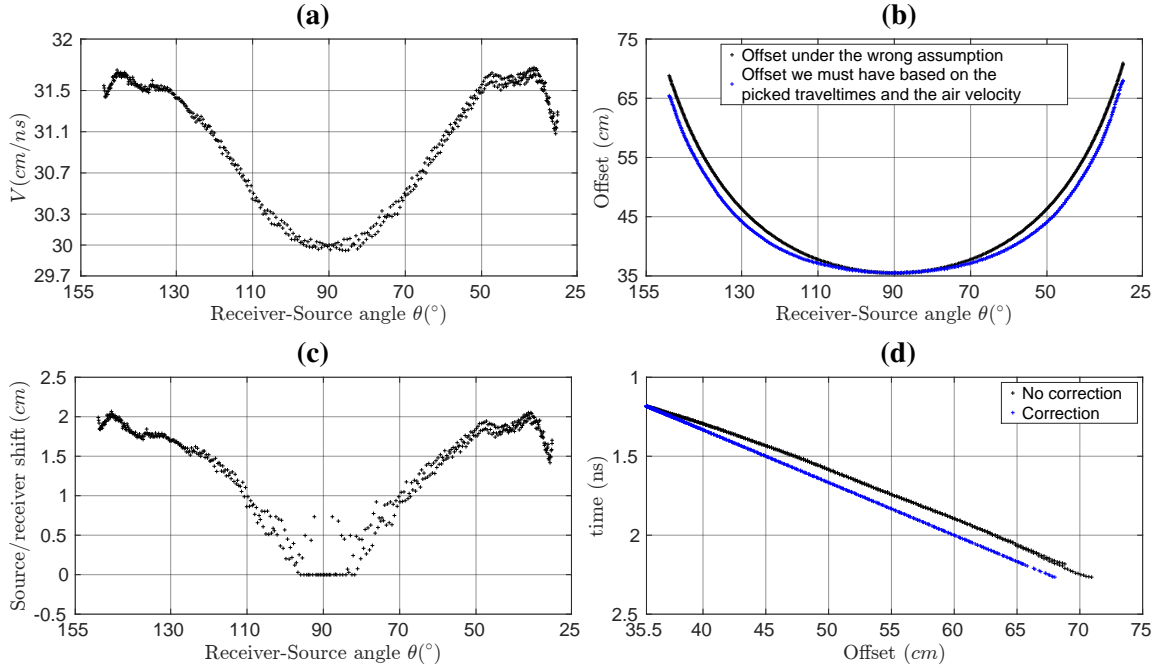 (a)
32
31.5
31.1
30.7
30.3
30
29.7
V(cm/ns)
155 130 110 90 70 50 25
Receiver-Source angle θ(°)
(b)
75
65
55
45
35
Offset (cm)
Offset under the wrong assumption
Offset we must have based on the
picked traveltimes and the air velocity
155 130 110 90 70 50 25
Receiver-Source angle θ(°)
(c)
2.5
2
1.5
1
0.5
0
-0.5
Source/receiver shift (cm)
155 130 110 90 70 50 25
Receiver-Source angle θ(°)
(d)
1
1.5
2
2.5
time (ns)
No correction
Correction
35.5 40 45 50 55 60 65 70 75
Offset (cm)